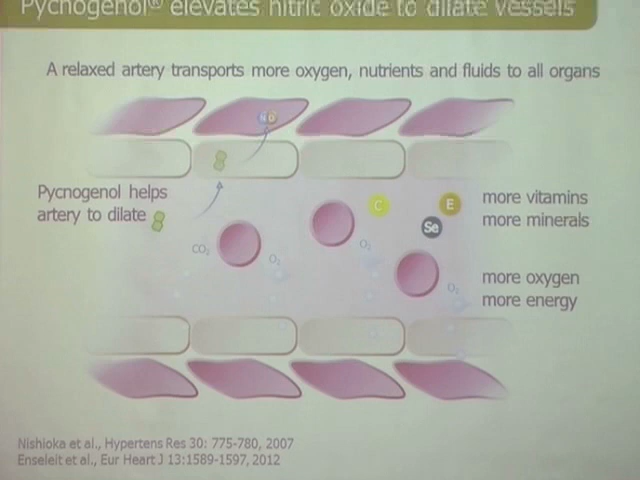 Pycnogenol® elevates nitric oxide to dilate vessels
A relaxed artery transports more oxygen, nutrients and fluids to all organs
N O
Pycnogenol helps
artery to dilate
C
E
Se
more vitamins
more minerals
CO₂
O₂
O₂
O₂
more oxygen
more energy
Nishioka et al., Hypertens Res 30: 775-780, 2007
Enseleit et al., Eur Heart J 13:1589-1597, 2012